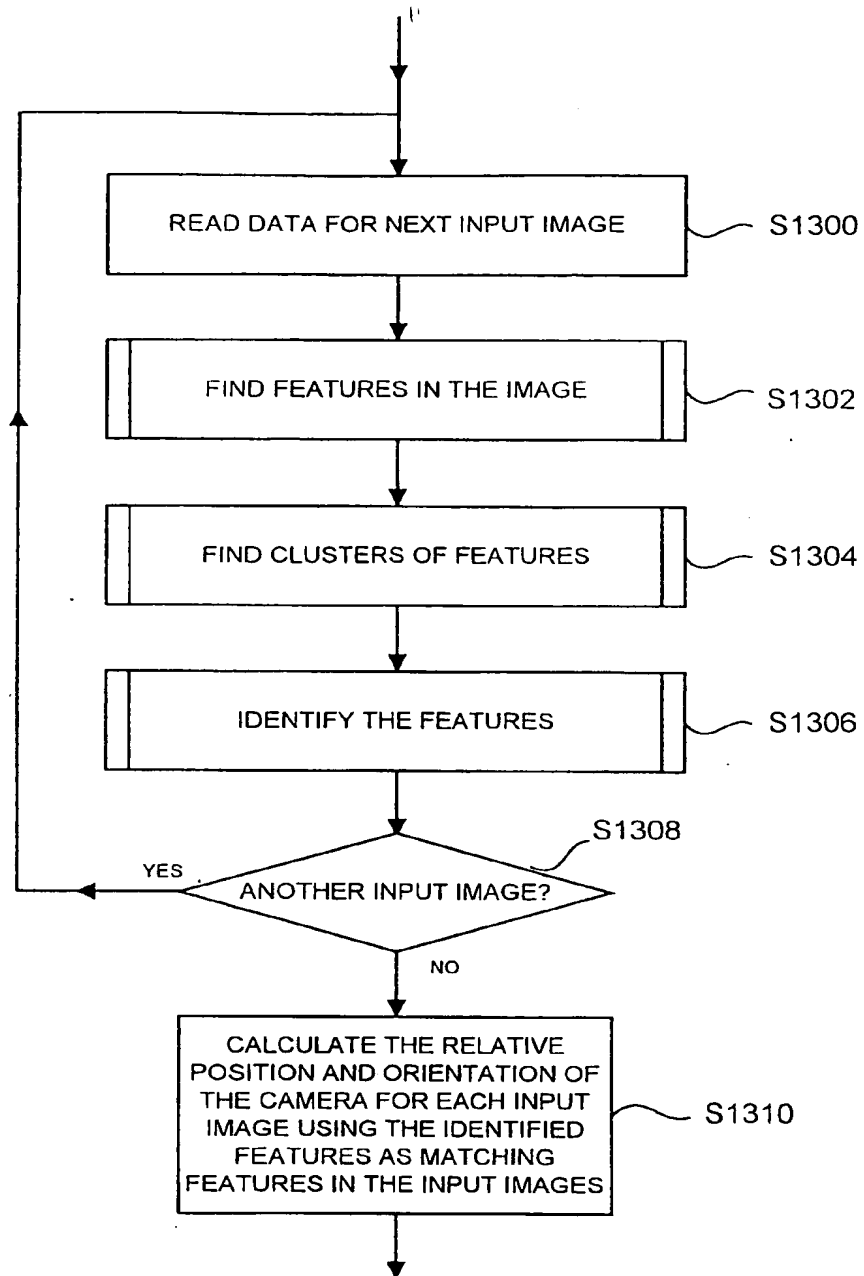 READ DATA FOR NEXT INPUT IMAGE
S1300
FIND FEATURES IN THE IMAGE
S1302
FIND CLUSTERS OF FEATURES
S1304
IDENTIFY THE FEATURES
S1306
S1308
YES
ANOTHER INPUT IMAGE?
NO
CALCULATE THE RELATIVE
POSITION AND ORIENTATION OF
THE CAMERA FOR EACH INPUT
IMAGE USING THE IDENTIFIED
FEATURES AS MATCHING
FEATURES IN THE INPUT IMAGES
S1310